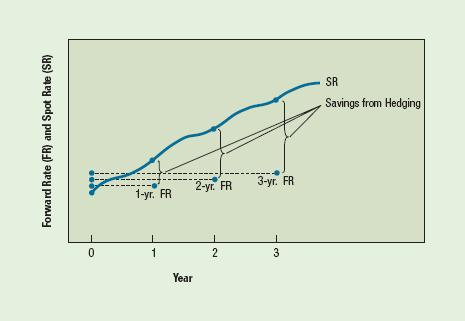 Forward Rate (FR) and Spot Rate (SR)
SR
Savings from Hedging
1-yr. FR
2-yr. FR
3-yr. FR
0
1
2
3
Year